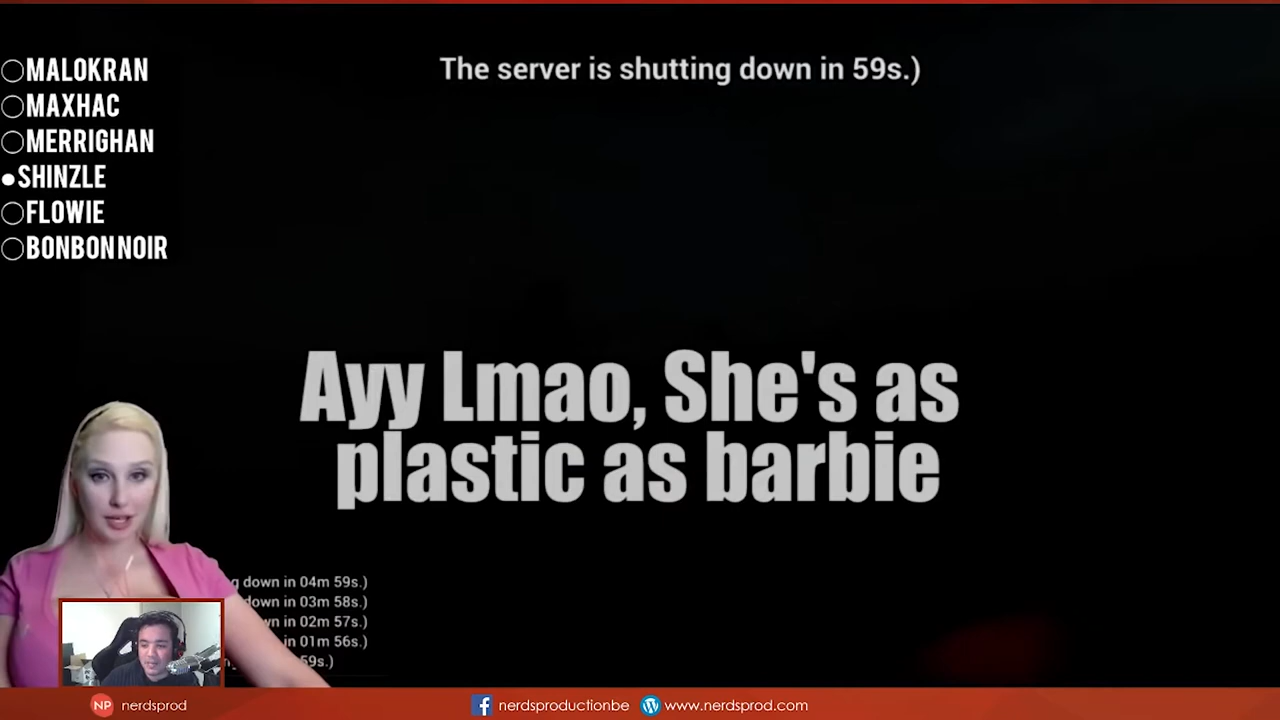 The server is shutting down in 59s.)
MALOKRAN
MAXHAC
MERRIGHAN
SHINZLE
FLOWIE
BONBON NOIR
Ayy Lmao, She's as
plastic as barbie
down in 04m 59s.)
down in 03m 58s.)
in 02m 57s.)
in 01m 56s.)
59s.)
NP nerdsprod
nerdsproductionbe
www.nerdsprod.com